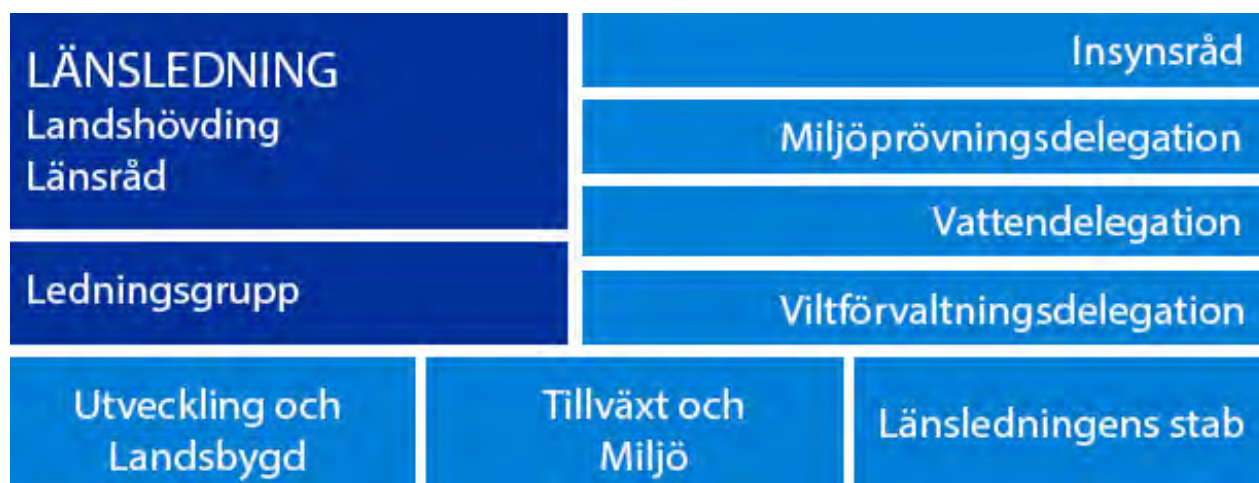 LÄNSLEDNING
Landshövding
Länsråd
Ledningsgrupp
Insynsråd
Miljöprövningsdelegation
Vattendelegation
Viltförvaltningsdelegation
Utveckling och
Landsbygd
Tillväxt och
Miljö
Länsledningens stab